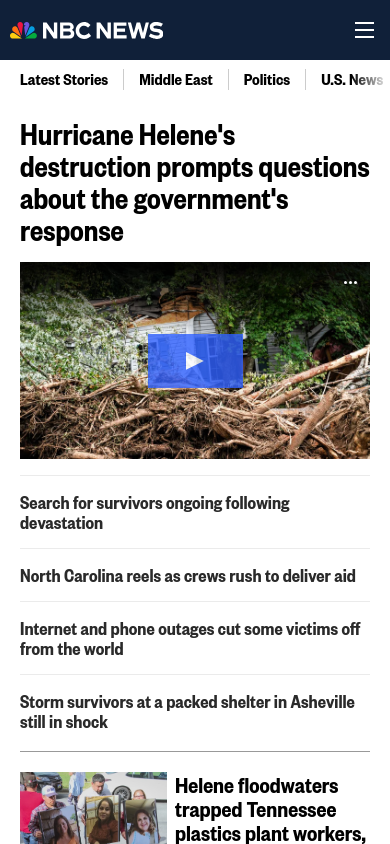 NBC NEWS
Latest Stories
Middle East
Politics
U.S. News
Hurricane Helene's
destruction prompts questions
about the government's
response
Search for survivors ongoing following
devastation
North Carolina reels as crews rush to deliver aid
Internet and phone outages cut some victims off
from the world
Storm survivors at a packed shelter in Asheville
still in shock
Helene floodwaters
trapped Tennessee
plastics plant workers,